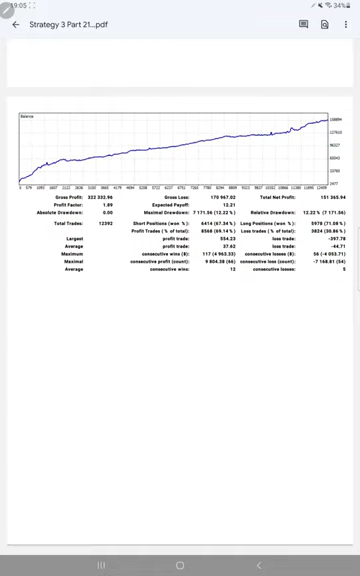 19:05
34%
Strategy 3 Part 21...pdf
Balance
Gross Profit: 322 332.96 Gross Loss: 170 967.02 Total Net Profit: 151 365.94
Profit Factor: 1.89 Expected Payoff: 12.21
Absolute Drawdown: 0.00 Maximal Drawdown: 7 171.56 (12.22 %) Relative Drawdown: 12.22 % (7 171.56)
Total Trades: 12392 Short Positions (won %): 6414 (67.34 %) Long Positions (won %): 5978 (71.08 %)
Profit Trades (% of total): 8568 (69.14 %) Loss trades (% of total): 3824 (30.86 %)
Largest profit trade: 554.23 loss trade: -397.78
Average profit trade: 37.62 loss trade: -44.71
Maximum consecutive wins ($): 117 (4 963.33) consecutive losses ($): 56 (-4 053.71)
Maximal consecutive profit (count): 9 804.38 (66) consecutive loss (count): -7 168.81 (54)
Average consecutive wins: 12 consecutive losses: 5